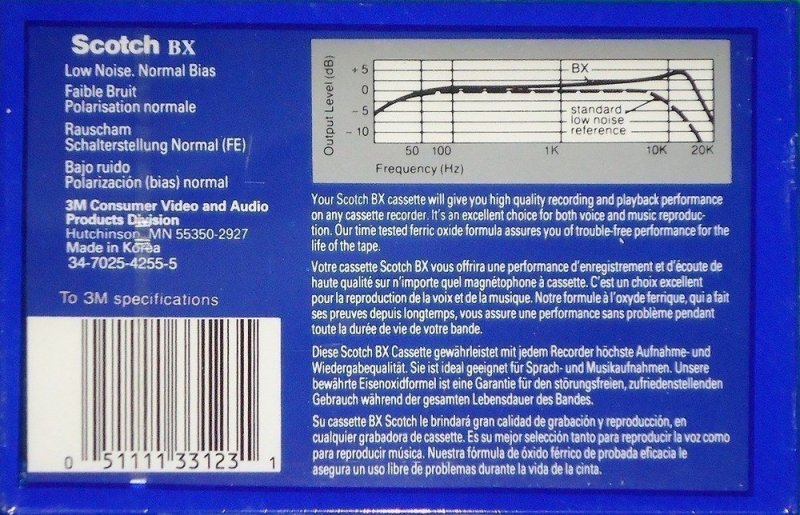 Scotch BX
Low Noise. Normal Bias
Faible Bruit
Polarisation normale
Rauscham
Schalterstellung Normal (FE)
Bajo ruido
Polarización (bias) normal
3M Consumer Video and Audio
Products Division
Hutchinson, MN 55350-2927
Made in Korea
34-7025-4255-5
To 3M specifications
0 51111 33123 1
Output Level (dB)
+ 5
0
- 5
- 10
BX
standard
low noise
reference
50 100 1K 10K 20K
Frequency (Hz)
Your Scotch BX cassette will give you high quality recording and playback performance
on any cassette recorder. It's an excellent choice for both voice and music reproduc-
tion. Our time tested ferric oxide formula assures you of trouble-free performance for the
life of the tape.
Votre cassette Scotch BX vous offrira une performance d'enregistrement et d'écoute de
haute qualité sur n'importe quel magnétophone à cassette. C'est un choix excellent
pour la reproduction de la voix et de la musique. Notre formule à l'oxyde ferrique, qui a fait
ses preuves depuis longtemps, vous assure une performance sans problème pendant
toute la durée de vie de votre bande.
Diese Scotch BX Cassette gewährleistet mit jedem Recorder höchste Aufnahme- und
Wiedergabequalität. Sie ist ideal geeignet für Sprach- und Musikaufnahmen. Unsere
bewährte Eisenoxidformel ist eine Garantie für den störungsfreien, zufriedenstellenden
Gebrauch während der gesamten Lebensdauer des Bandes.
Su cassette BX Scotch le brindará gran calidad de grabación y reproducción, en
cualquier grabadora de cassette. Es su mejor selección tanto para reproducir la voz como
para reproducir música. Nuestra fórmula de óxido férrico de probada eficacia le
asegura un uso libre de problemas durante la vida de la cinta.